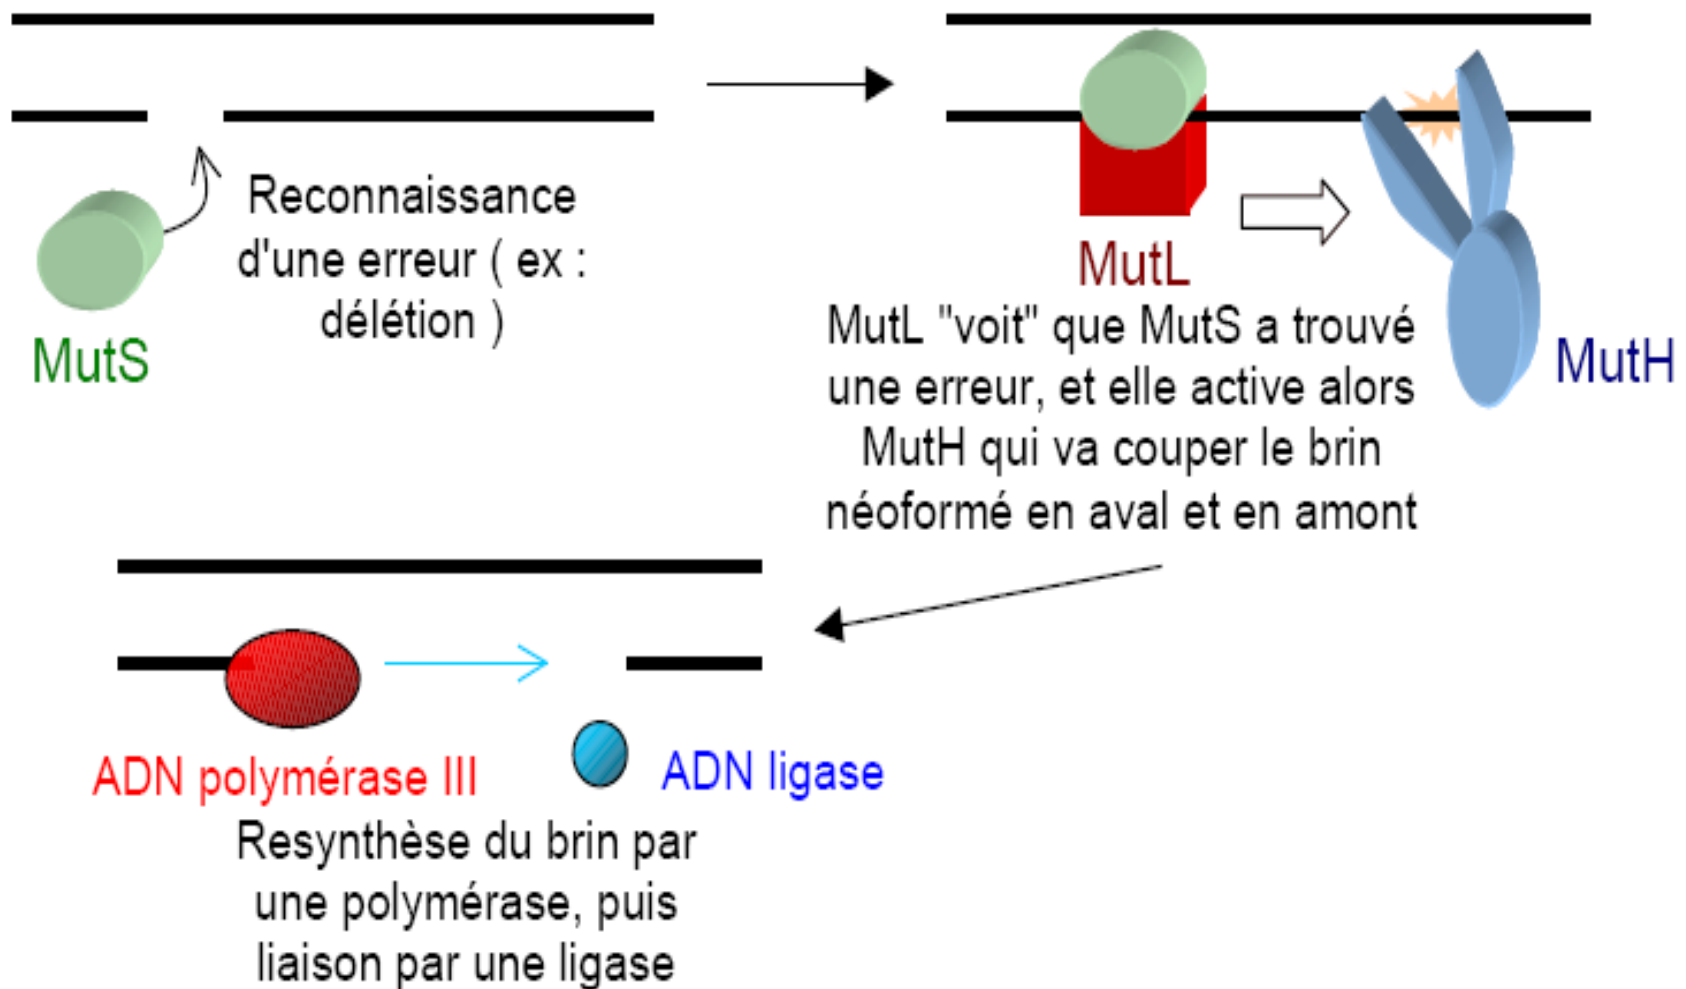 Reconnaissance
d'une erreur ( ex :
délétion )
MutS
MutL
MutH
MutL "voit" que MutS a trouvé
une erreur, et elle active alors
MutH qui va couper le brin
néoformé en aval et en amont
ADN polymérase III
ADN ligase
Resynthèse du brin par
une polymérase, puis
liaison par une ligase